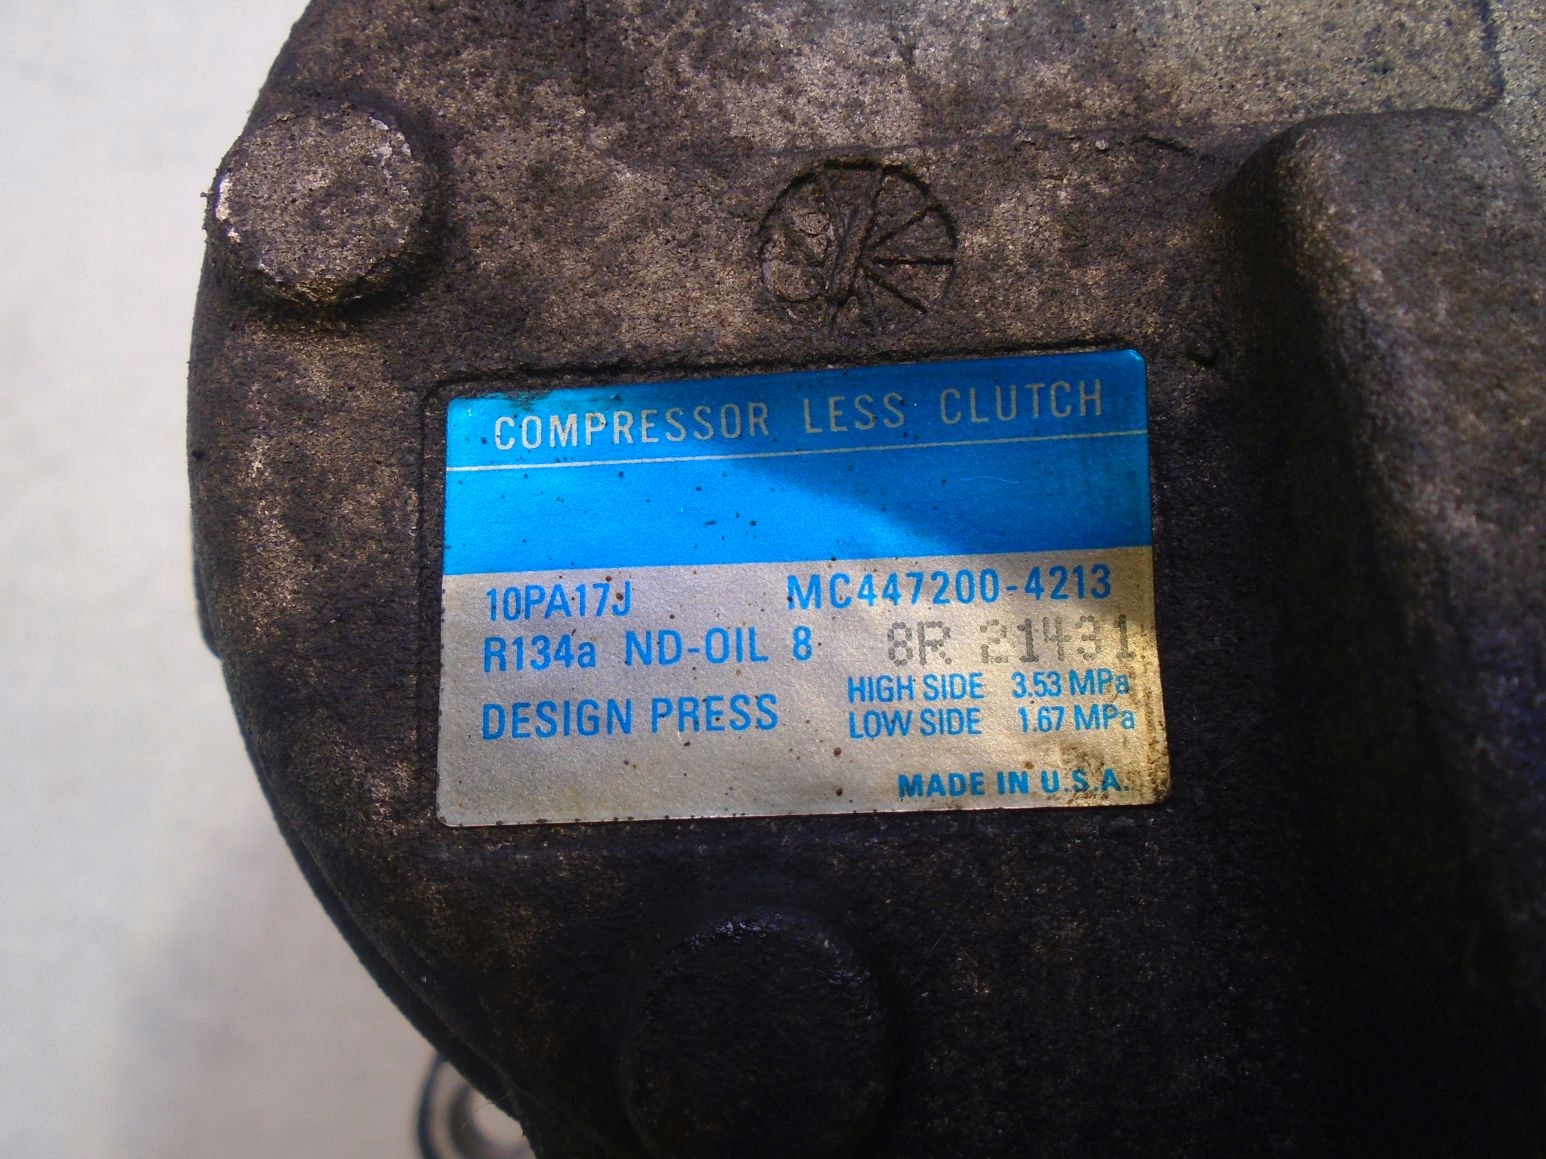 COMPRESSOR LESS CLUTCH
10PA17J MC447200-4213
R134a ND-OIL 8 8R 21431
DESIGN PRESS HIGH SIDE 3.53 MPa
LOW SIDE 1.67 MPa
MADE IN U.S.A.